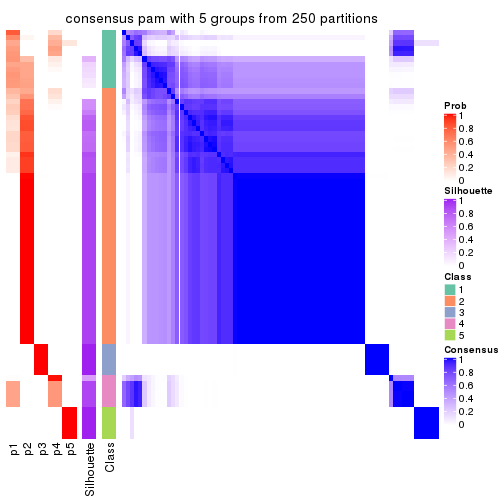 consensus pam with 5 groups from 250 partitions
Prob
1
0.8
0.6
0.4
0.2
0
Silhouette
1
0.8
0.6
0.4
0.2
0
Class
1
2
3
4
5
Consensus
1
0.8
0.6
0.4
0.2
0
p1
p2
p3
p4
p5
Silhouette
Class